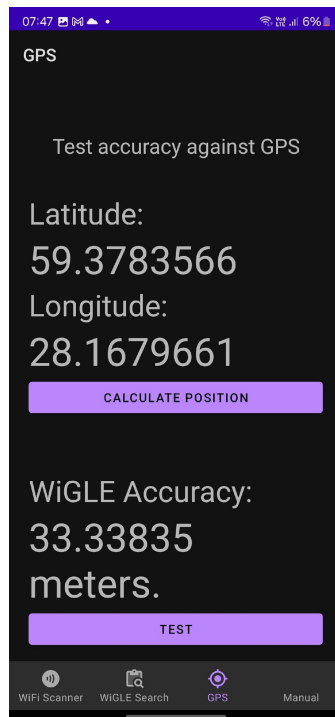 07:47 6%
GPS
Test accuracy against GPS
Latitude:
59.3783566
Longitude:
28.1679661
CALCULATE POSITION
WiGLE Accuracy:
33.33835
meters.
TEST
WiFi Scanner WiGLE Search GPS Manual